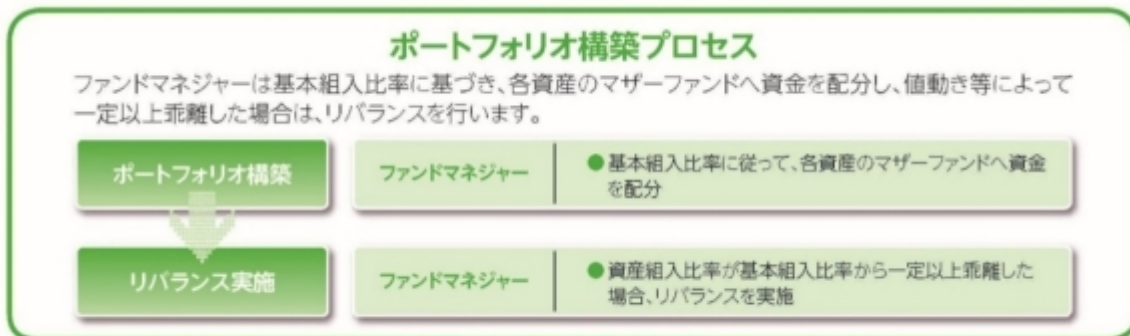 ポートフォリオ構築プロセス
ファンドマネジャーは基本組入比率に基づき、各資産のマザーファンドへ資金を配分し、値動き等によって
一定以上乖離した場合は、リバランスを行います。
ポートフォリオ構築
ファンドマネジャー
●基本組入比率に従って、各資産のマザーファンドへ資金
を配分
リバランス実施
ファンドマネジャー
●資産組入比率が基本組入比率から一定以上乖離した
場合、リバランスを実施